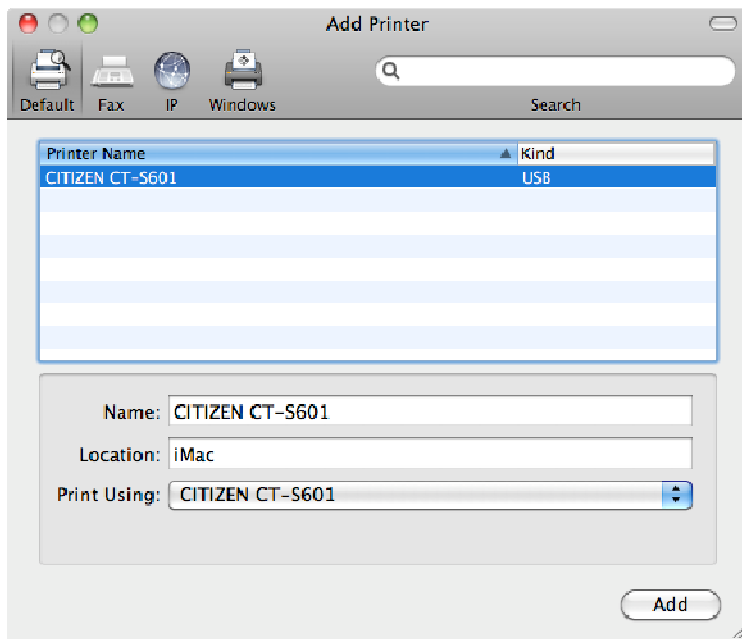 Add Printer
Default Fax IP Windows Search
Printer Name Kind
CITIZEN CT-S601 USB
Name: CITIZEN CT-S601
Location: iMac
Print Using: CITIZEN CT-S601
Add